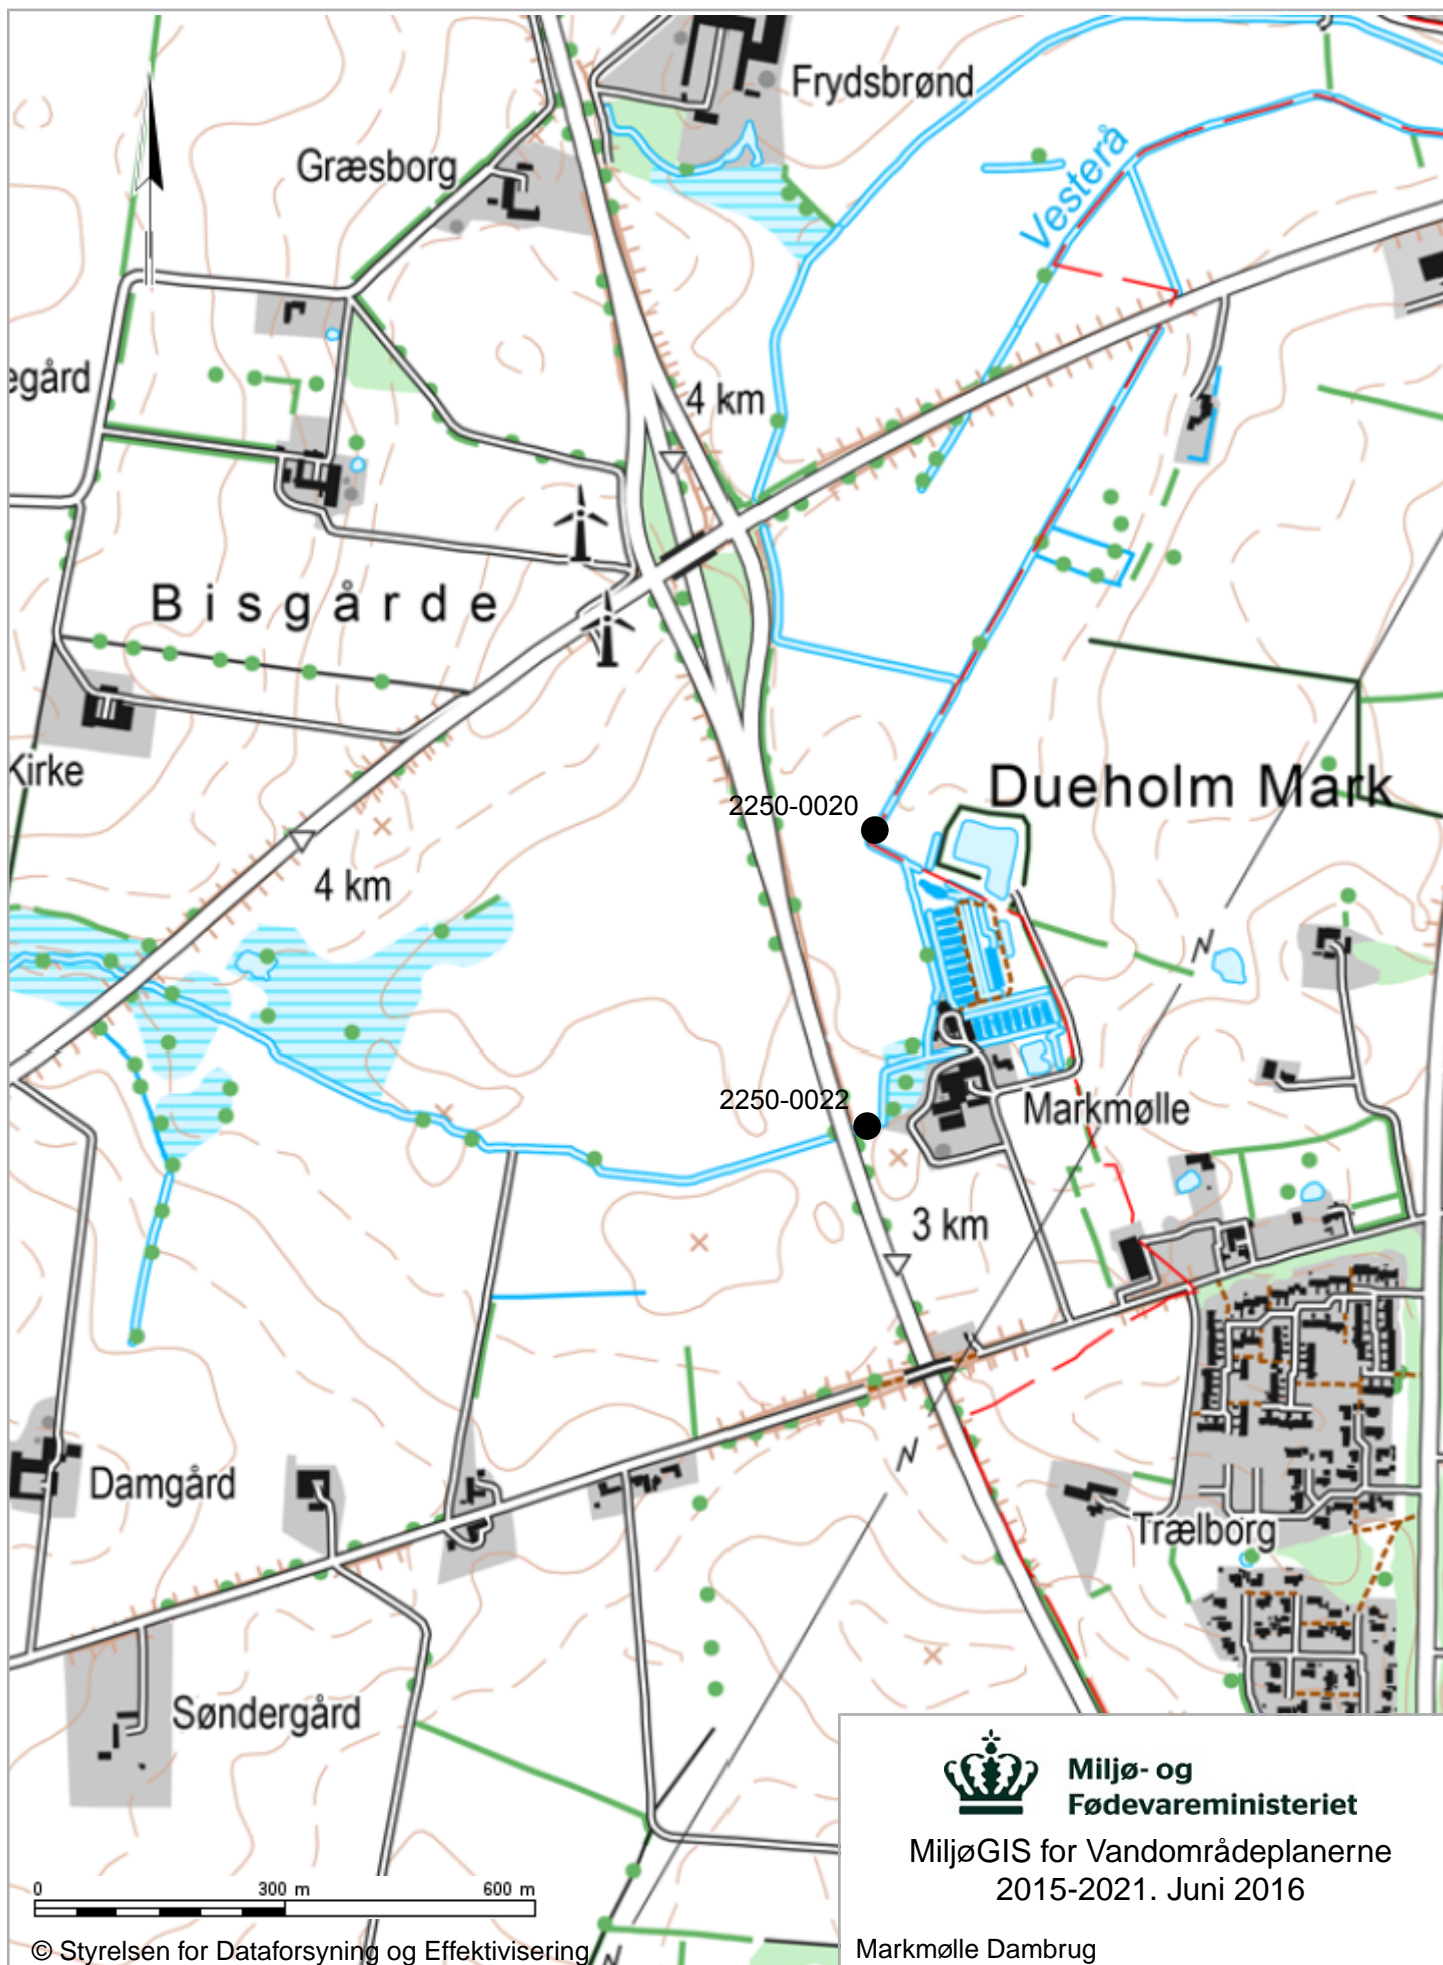 Frydsbrønd
Græsborg
Vesterå
egård
4 km
Bisgårde
Kirke
Dueholm Mark
2250-0020
4 km
2250-0022
Markmølle
3 km
Damgård
Trælborg
Søndergård
Miljø- og
Fødevareministeriet
MiljøGIS for Vandområdeplanerne
2015-2021. Juni 2016
0 300 m 600 m
© Styrelsen for Dataforsyning og Effektivisering
Markmølle Dambrug